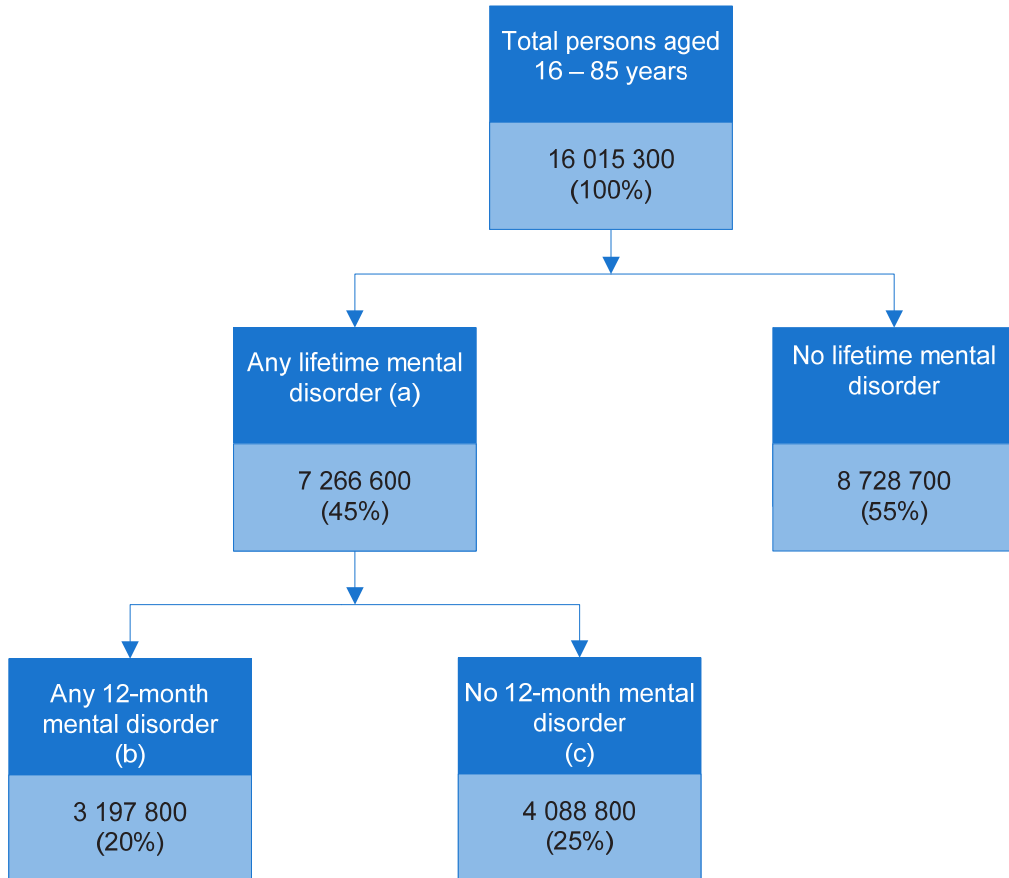 Total persons aged
16 – 85 years
16 015 300
(100%)
Any lifetime mental
disorder (a)
7 266 600
(45%)
No lifetime mental
disorder
8 728 700
(55%)
Any 12-month
mental disorder
(b)
3 197 800
(20%)
No 12-month mental
disorder
(c)
4 088 800
(25%)